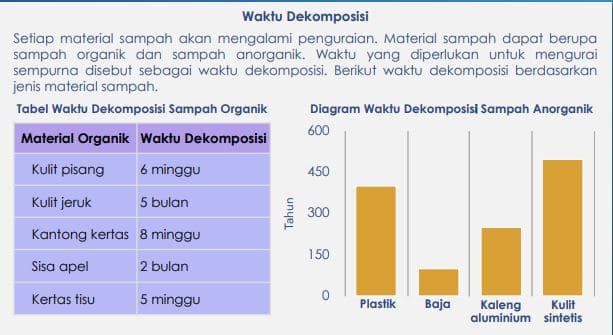 Waktu Dekomposisi
Setiap material sampah akan mengalami penguraian. Material sampah dapat berupa
sampah organik dan sampah anorganik. Waktu yang diperlukan untuk mengurai
sempurna disebut sebagai waktu dekomposisi. Berikut waktu dekomposisi berdasarkan
jenis material sampah.
Tabel Waktu Dekomposisi Sampah Organik
Material Organik Waktu Dekomposisi
Kulit pisang 6 minggu
Kulit jeruk 5 bulan
Kantong kertas 8 minggu
Sisa apel 2 bulan
Kertas tisu 5 minggu
Diagram Waktu Dekomposisi Sampah Anorganik
Tahun
600
450
300
150
0
Plastik Baja Kaleng Kulit
aluminium sintetis